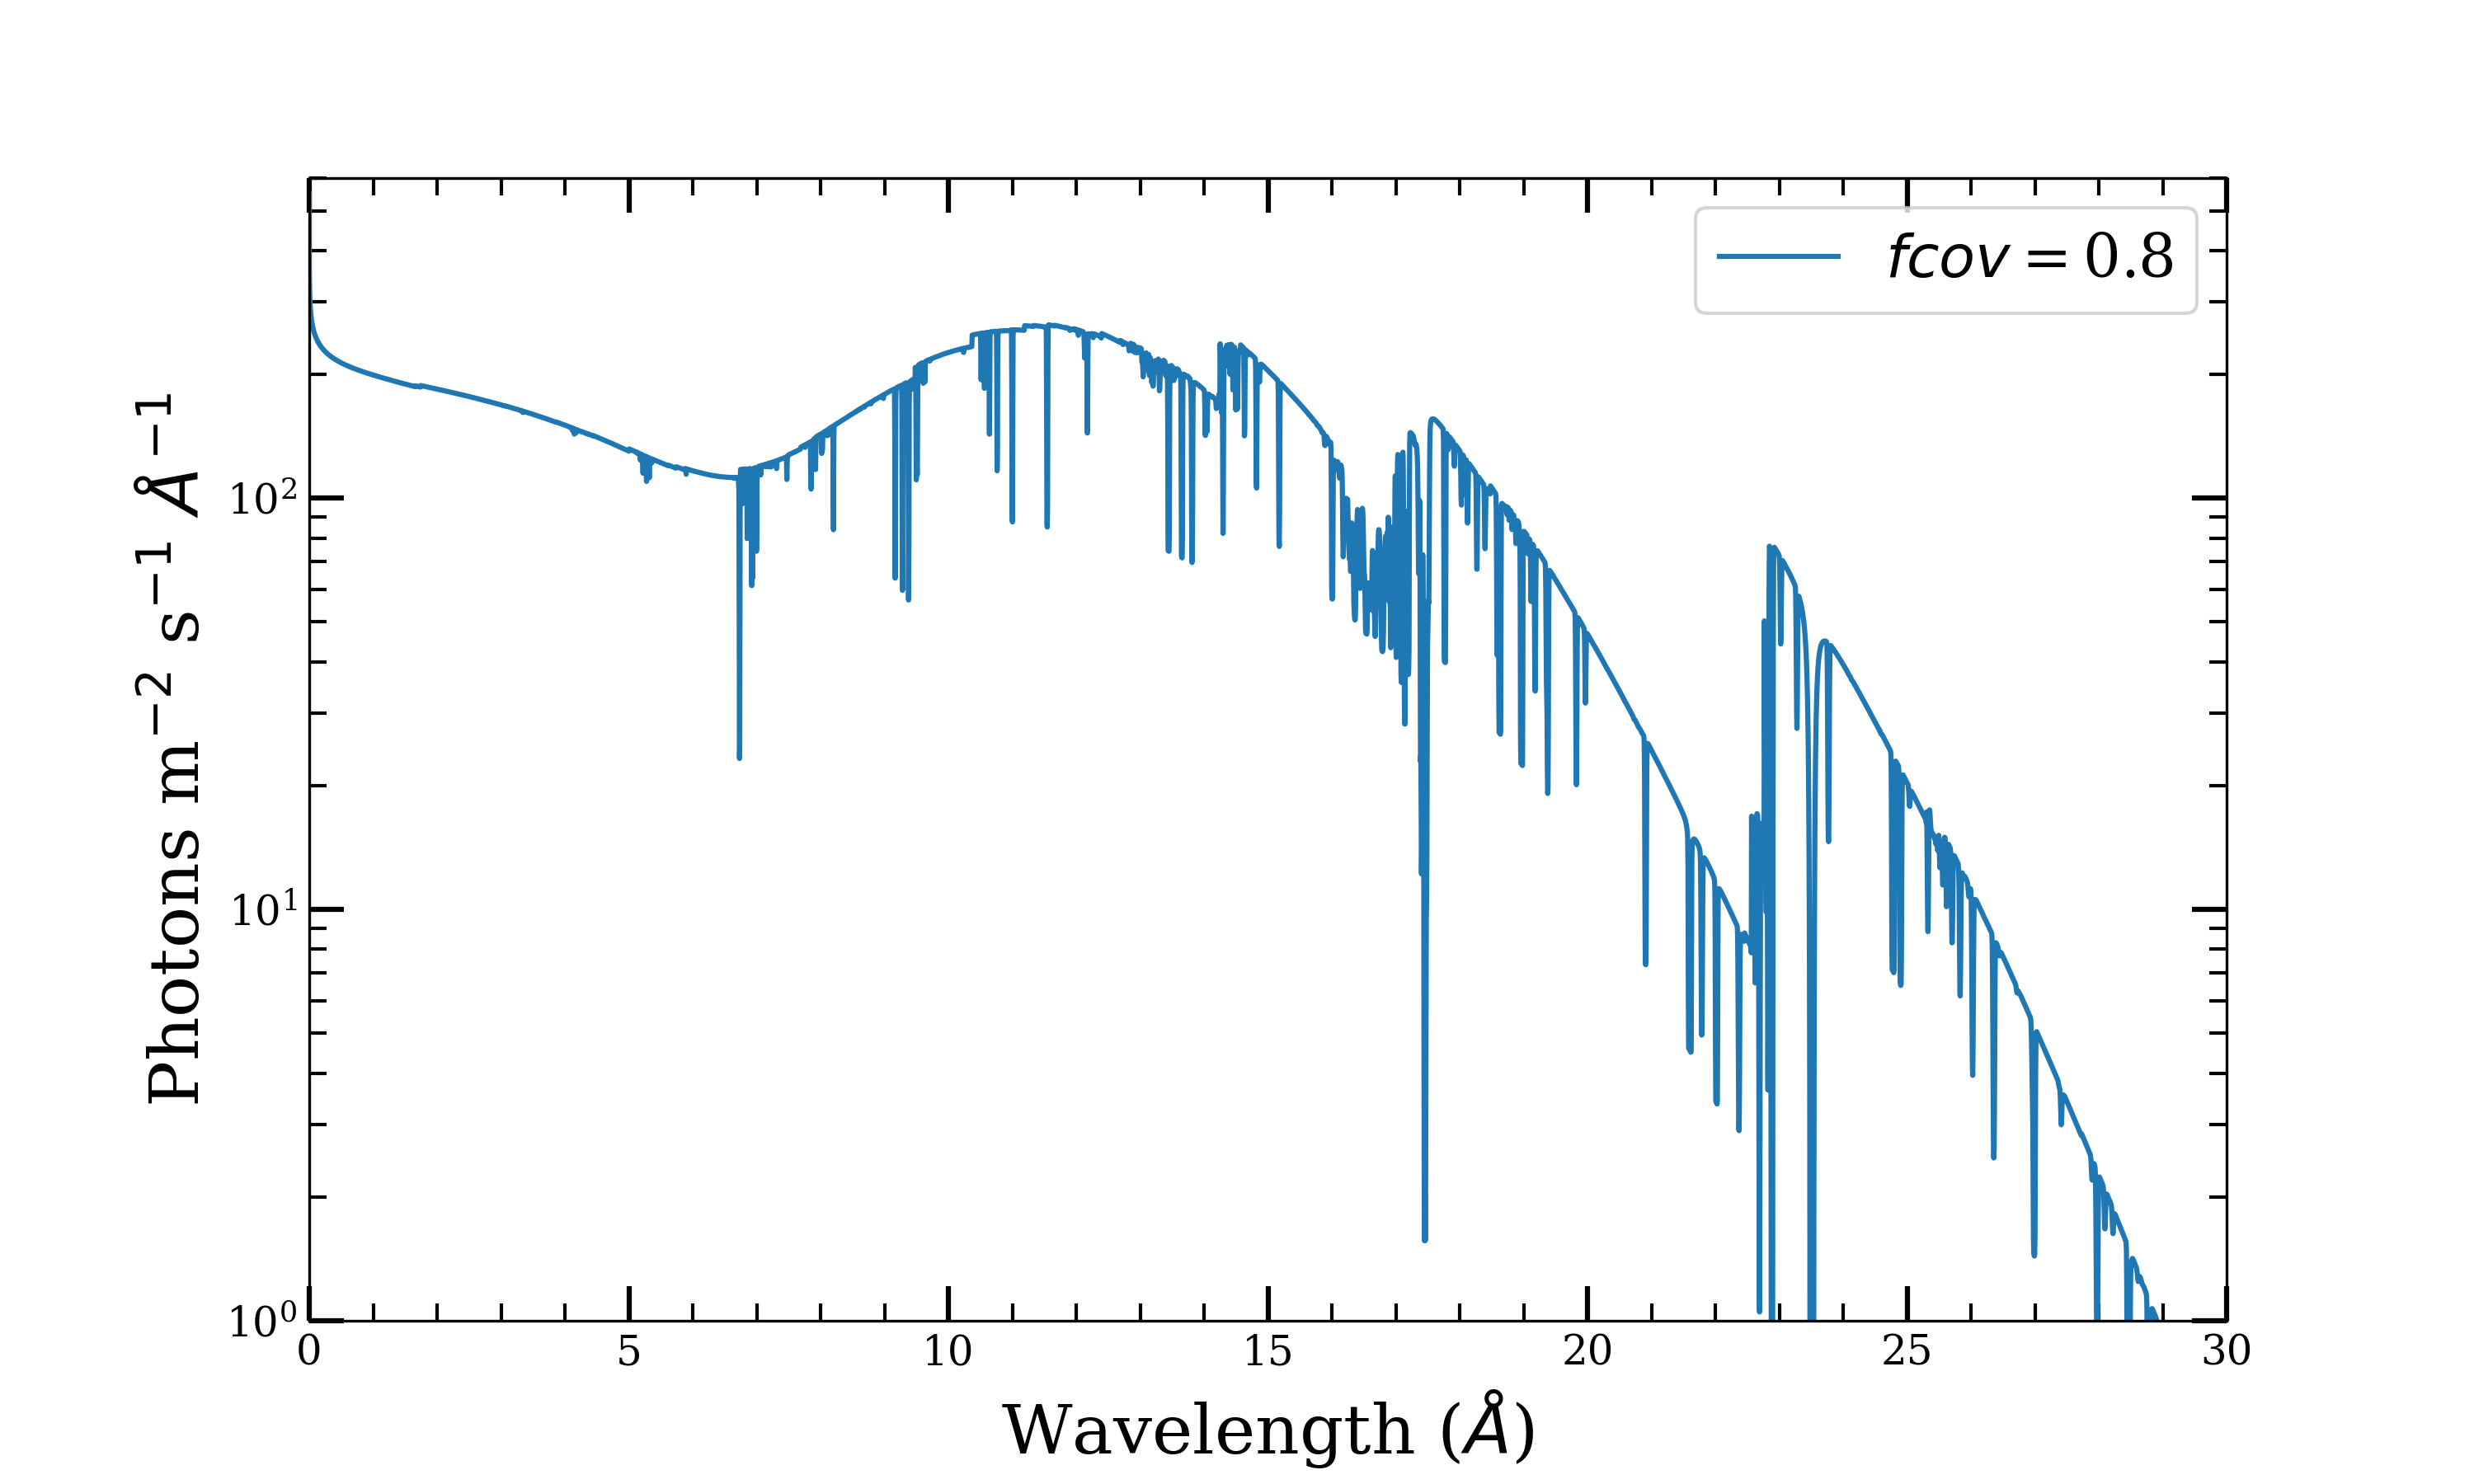 fcov = 0.8
Photons m⁻² s⁻¹ Å⁻¹
10²
10¹
10⁰
0 5 10 15 20 25 30
Wavelength (Å)